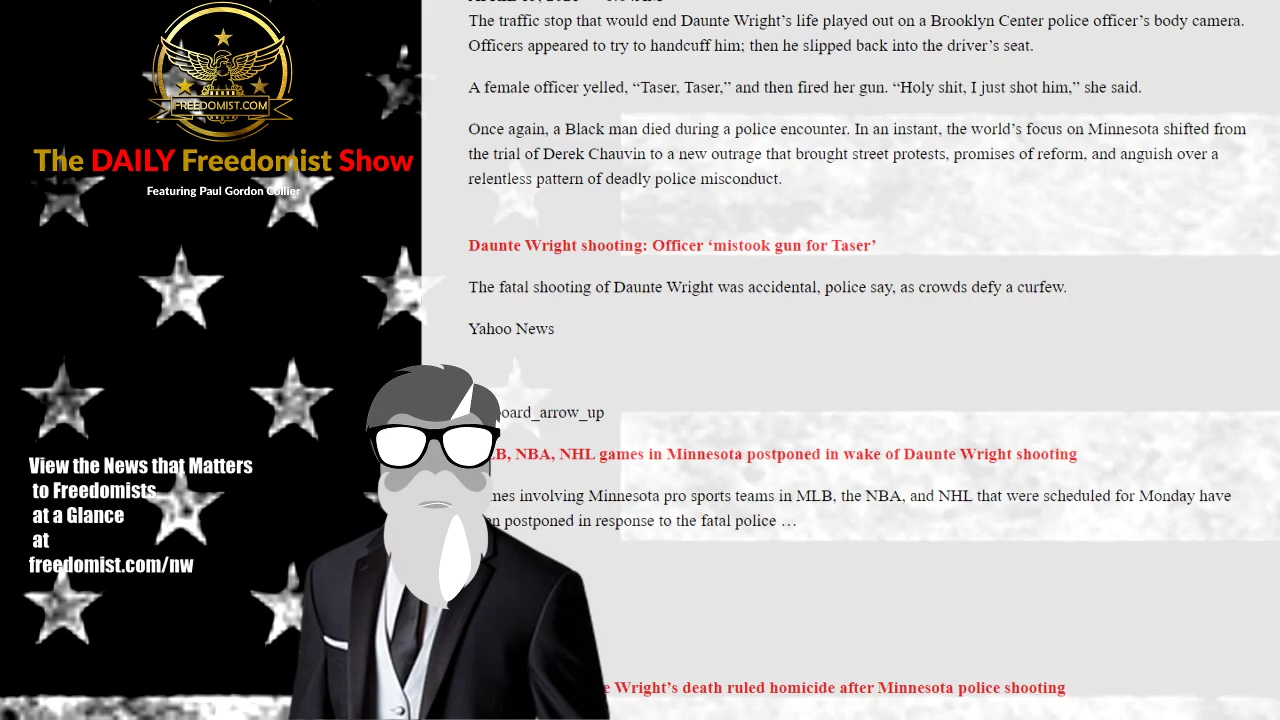 FREEDOMIST.COM
The DAILY Freedomist Show
Featuring Paul Gordon Collier
View the News that Matters
to Freedomists
at a Glance
at
freedomist.com/nw
The traffic stop that would end Daunte Wright’s life played out on a Brooklyn Center police officer’s body camera.
Officers appeared to try to handcuff him; then he slipped back into the driver’s seat.
A female officer yelled, “Taser, Taser,” and then fired her gun. “Holy shit, I just shot him,” she said.
Once again, a Black man died during a police encounter. In an instant, the world’s focus on Minnesota shifted from
the trial of Derek Chauvin to a new outrage that brought street protests, promises of reform, and anguish over a
relentless pattern of deadly police misconduct.
Daunte Wright shooting: Officer ‘mistook gun for Taser’
The fatal shooting of Daunte Wright was accidental, police say, as crowds defy a curfew.
Yahoo News
oard_arrow_up
LB, NBA, NHL games in Minnesota postponed in wake of Daunte Wright shooting
mes involving Minnesota pro sports teams in MLB, the NBA, and NHL that were scheduled for Monday have
n postponed in response to the fatal police …
e Wright’s death ruled homicide after Minnesota police shooting